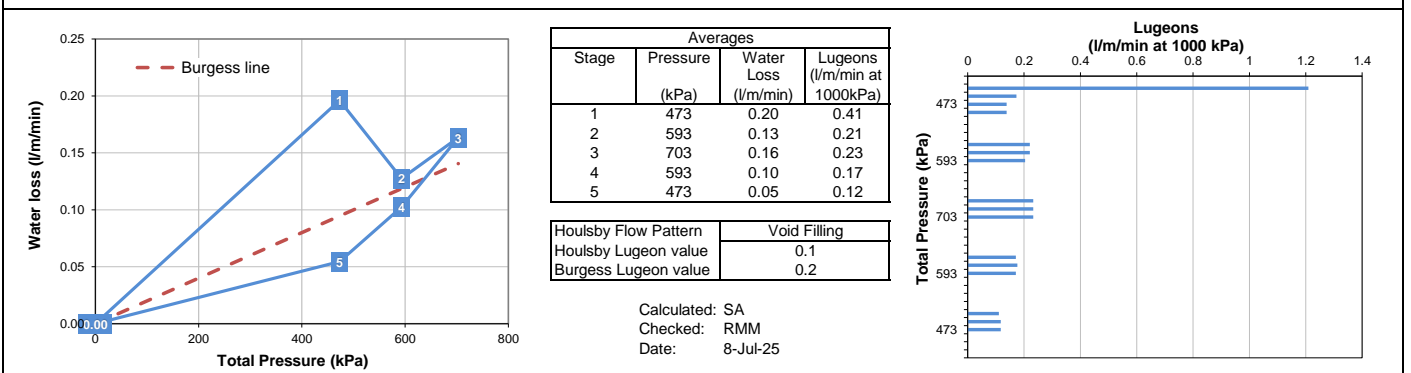 0.25
0.20
0.15
0.10
0.05
0.00
0.00
Burgess line
1
2
3
4
5
0
200
400
600
800
Water loss (l/m/min)
Total Pressure (kPa)
Averages
Stage Pressure Water Lugeons
Loss (l/m/min at
(kPa) (l/m/min) 1000kPa)
1 473 0.20 0.41
2 593 0.13 0.21
3 703 0.16 0.23
4 593 0.10 0.17
5 473 0.05 0.12
Houlsby Flow Pattern Void Filling
Houlsby Lugeon value 0.1
Burgess Lugeon value 0.2
Calculated: SA
Checked: RMM
Date: 8-Jul-25
Lugeons
(l/m/min at 1000 kPa)
0 0.2 0.4 0.6 0.8 1 1.2 1.4
473
593
703
593
473
Total Pressure (kPa)